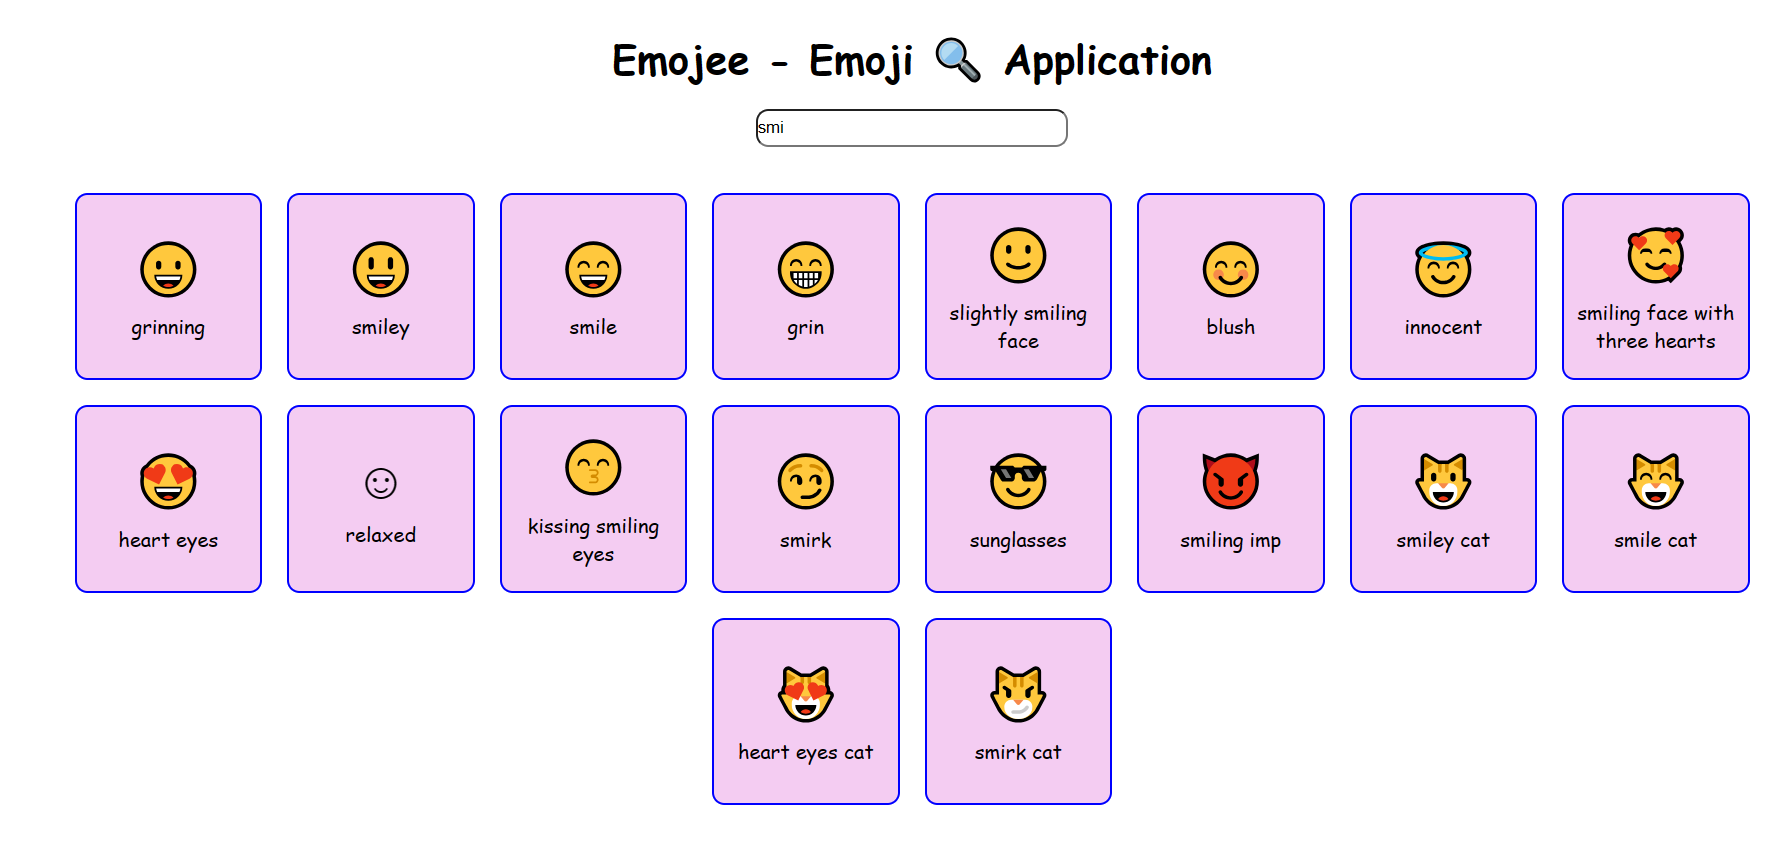 Emojee - Emoji 🔍 Application
smi
grinning
smiley
smile
grin
slightly smiling
face
blush
innocent
smiling face with
three hearts
heart eyes
relaxed
kissing smiling
eyes
smirk
sunglasses
smiling imp
smiley cat
smile cat
heart eyes cat
smirk cat